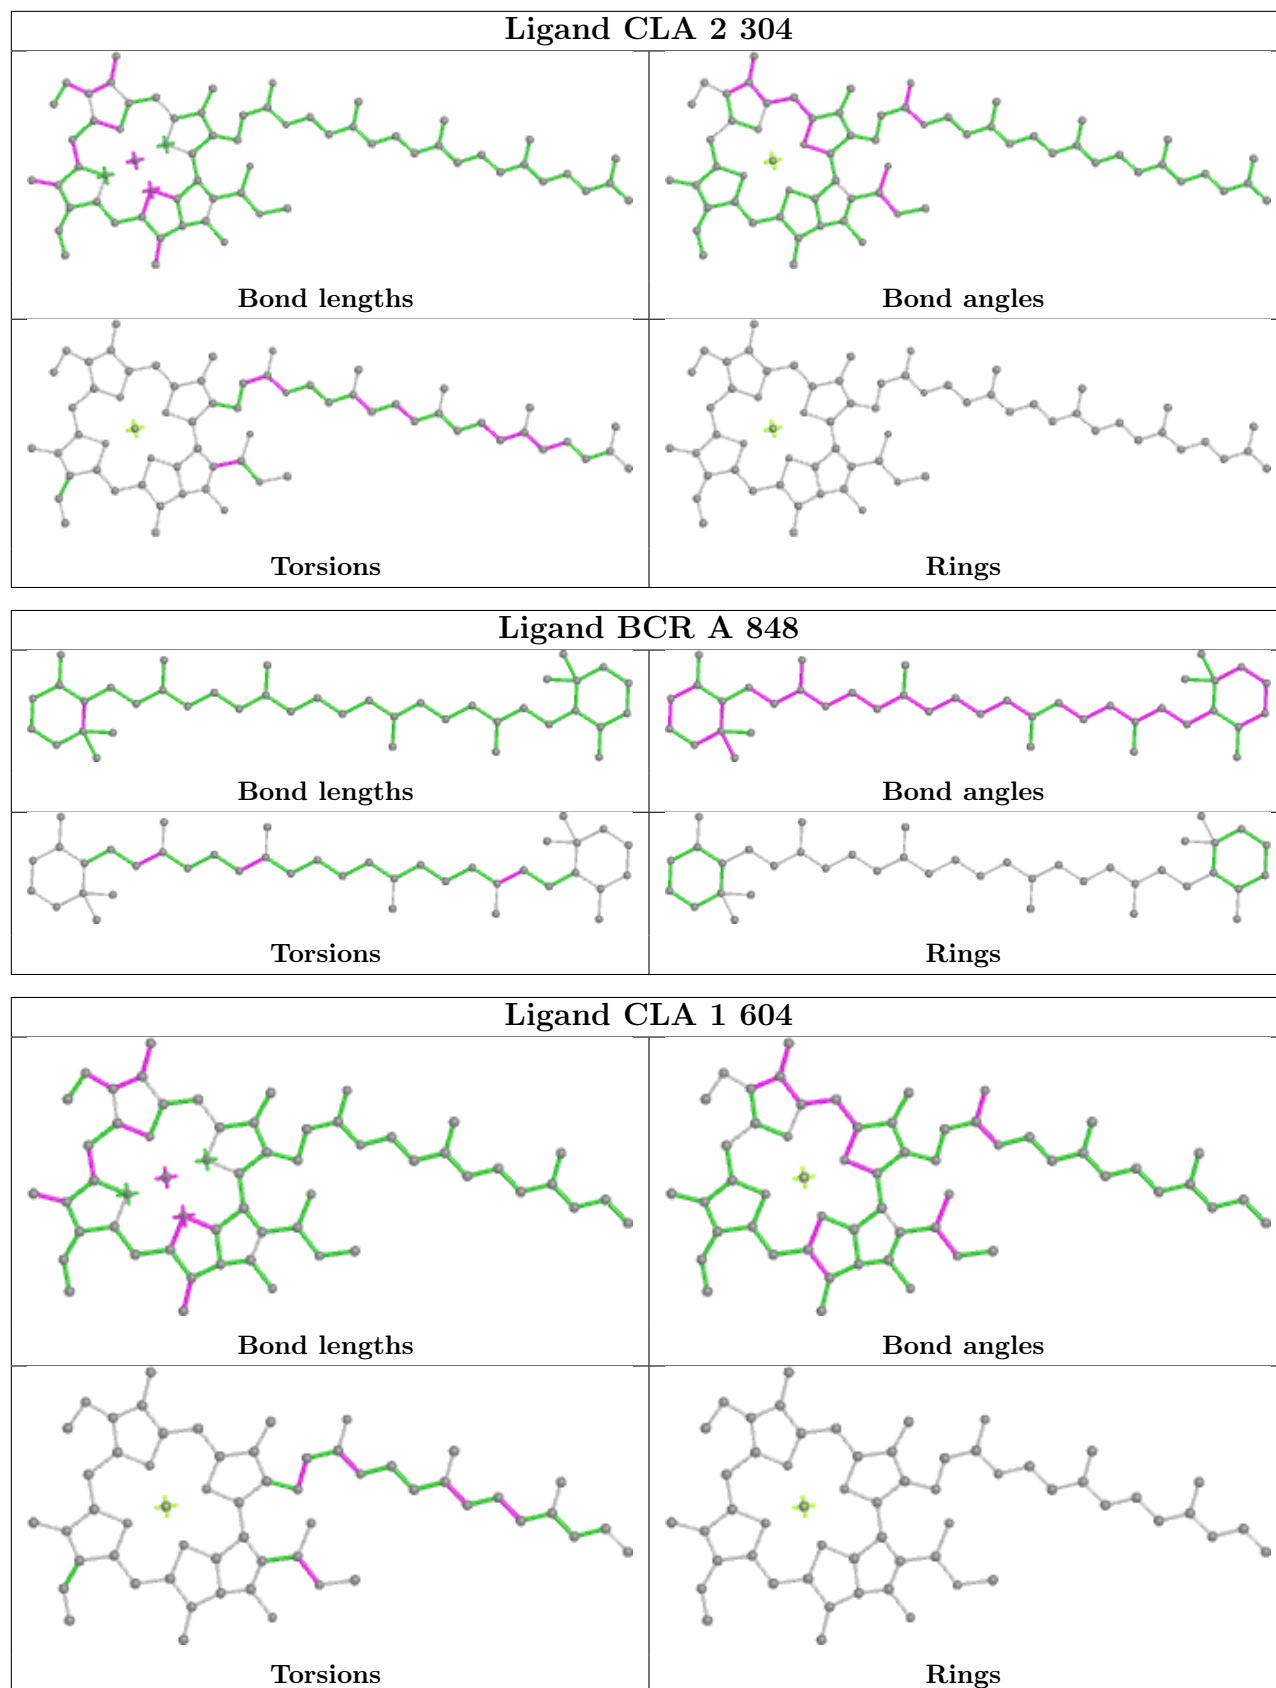 Ligand CLA 2 304
Bond lengths
Bond angles
Torsions
Rings
Ligand BCR A 848
Bond lengths
Bond angles
Torsions
Rings
Ligand CLA 1 604
Bond lengths
Bond angles
Torsions
Rings